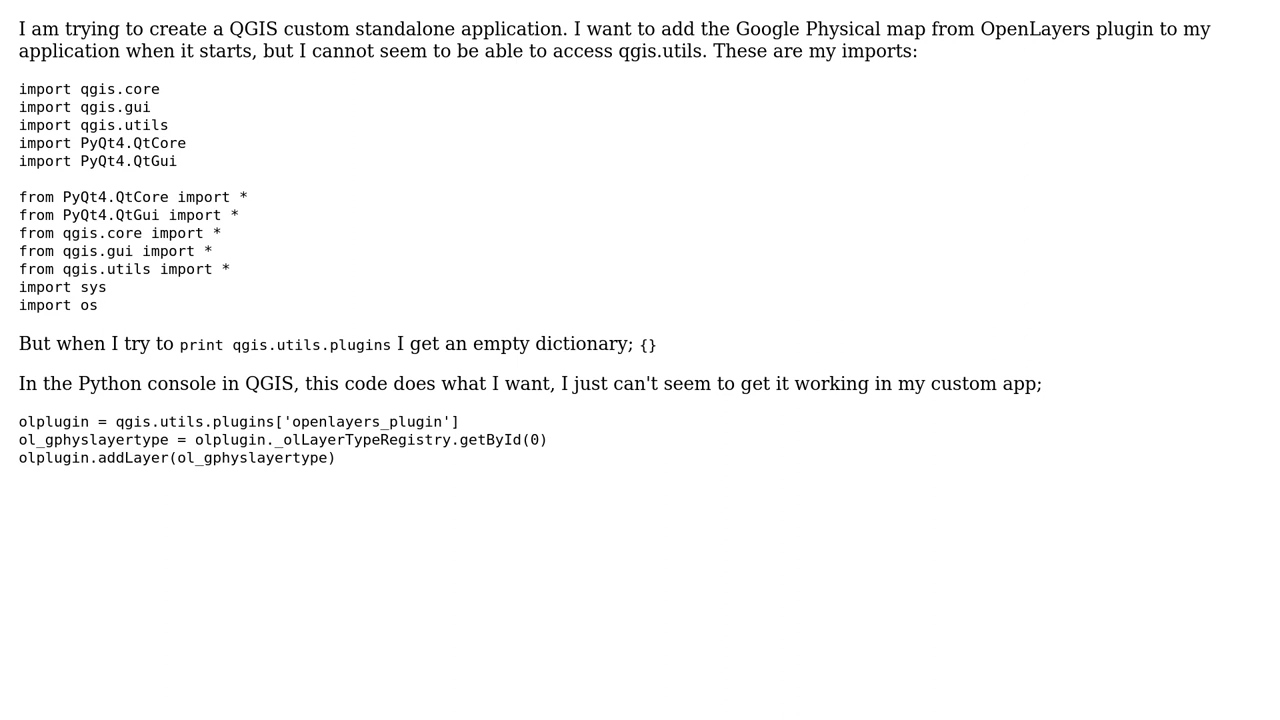 I am trying to create a QGIS custom standalone application. I want to add the Google Physical map from OpenLayers plugin to my
application when it starts, but I cannot seem to be able to access qgis.utils. These are my imports:
import qgis.core
import qgis.gui
import qgis.utils
import PyQt4.QtCore
import PyQt4.QtGui
from PyQt4.QtCore import *
from PyQt4.QtGui import *
from qgis.core import *
from qgis.gui import *
from qgis.utils import *
import sys
import os
But when I try to print qgis.utils.plugins I get an empty dictionary; {}
In the Python console in QGIS, this code does what I want, I just can't seem to get it working in my custom app;
olplugin = qgis.utils.plugins['openlayers_plugin']
ol_gphyslayertype = olplugin._olLayerTypeRegistry.getById(0)
olplugin.addLayer(ol_gphyslayertype)